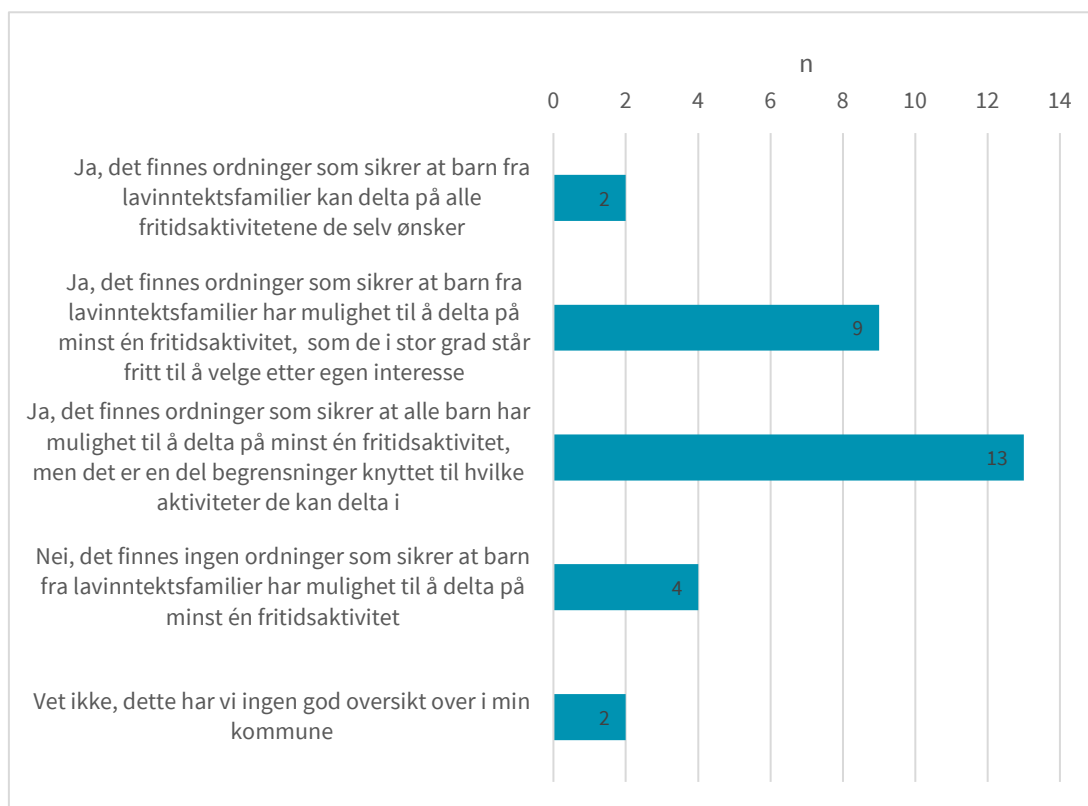 n
0 2 4 6 8 10 12 14
Ja, det finnes ordninger som sikrer at barn fra
lavinntektsfamilier kan delta på alle
fritidsaktivitetene de selv ønsker
2
Ja, det finnes ordninger som sikrer at barn fra
lavinntektsfamilier har mulighet til å delta på
minst én fritidsaktivitet,  som de i stor grad står
fritt til å velge etter egen interesse
9
Ja, det finnes ordninger som sikrer at alle barn har
mulighet til å delta på minst én fritidsaktivitet,
men det er en del begrensninger knyttet til hvilke
aktiviteter de kan delta i
13
Nei, det finnes ingen ordninger som sikrer at barn
fra lavinntektsfamilier har mulighet til å delta på
minst én fritidsaktivitet
4
Vet ikke, dette har vi ingen god oversikt over i min
kommune
2